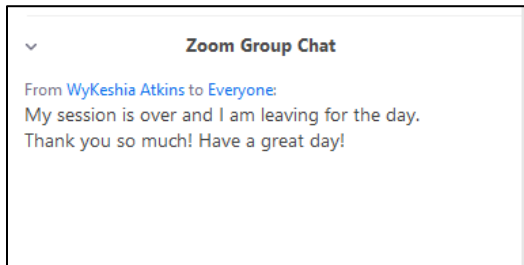 Zoom Group Chat
From WyKeshia Atkins to Everyone:
My session is over and I am leaving for the day.
Thank you so much! Have a great day!